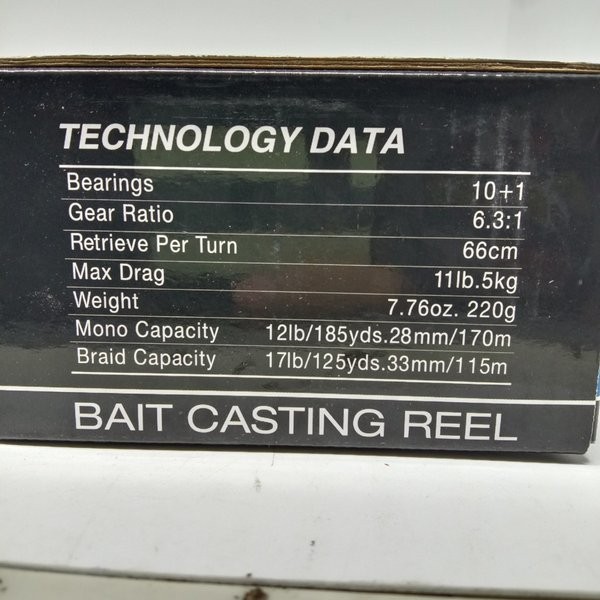 TECHNOLOGY DATA
Bearings 10+1
Gear Ratio 6.3:1
Retrieve Per Turn 66cm
Max Drag 11lb.5kg
Weight 7.76oz. 220g
Mono Capacity 12lb/185yds.28mm/170m
Braid Capacity 17lb/125yds.33mm/115m
BAIT CASTING REEL